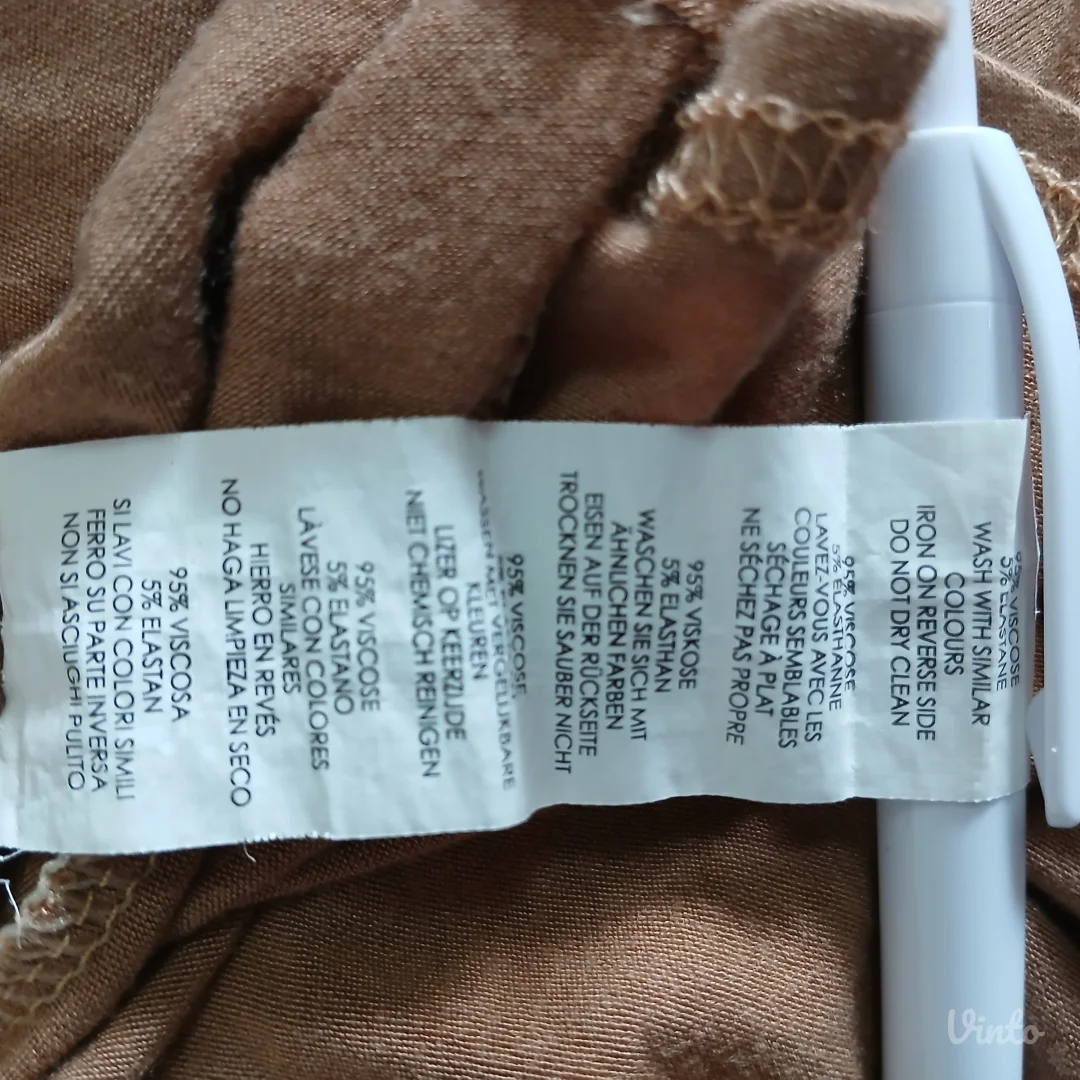 95% VISCOSE
5% ELASTANE
WASH WITH SIMILAR
COLOURS
IRON ON REVERSE SIDE
DO NOT DRY CLEAN
95% VISCOSE
5% ELASTHANNE
LAVEZ-VOUS AVEC LES
COULEURS SEMBLABLES
SÉCHAGE À PLAT
NE SÉCHEZ PAS PROPRE
95% VISKOSE
5% ELASTHAN
WASCHEN SIE SICH MIT
ÄHNLICHEN FARBEN
EISEN AUF DER RÜCKSEITE
TROCKNEN SIE SAUBER NICHT
95% VISCOSE
WASSEN MET VERGELIJKBARE
KLEUREN
IJZER OP KEERZIJDE
NIET CHEMISCH REINIGEN
95% VISCOSE
5% ELASTANO
LÀVESE CON COLORES
SIMILARES
HIERRO EN REVÉS
NO HAGA LIMPIEZA EN SECO
95% VISCOSA
5% ELASTAN
SI LAVI CON COLORI SIMILI
FERRO SU PARTE INVERSA
NON SI ASCIUGHI PULITO
Vinto